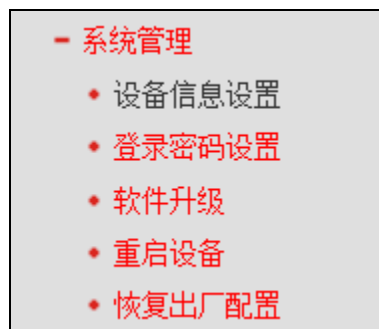 系统管理
设备信息设置
登录密码设置
软件升级
重启设备
恢复出厂配置